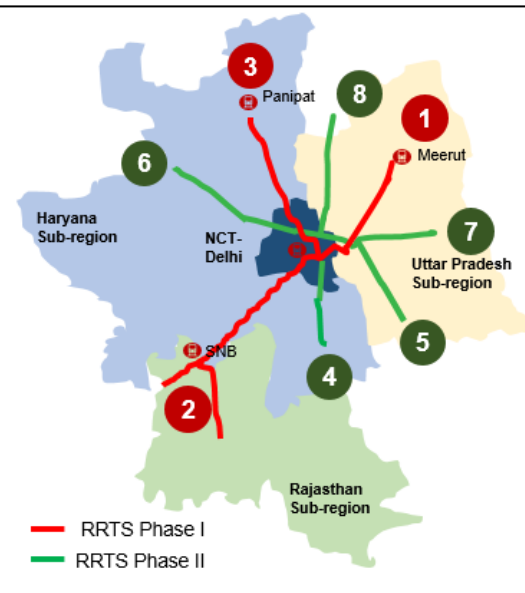 3
Panipat
8
1
Meerut
6
Haryana
Sub-region
NCT-
Delhi
7
Uttar Pradesh
Sub-region
SNB
5
4
2
Rajasthan
Sub-region
RRTS Phase I
RRTS Phase II